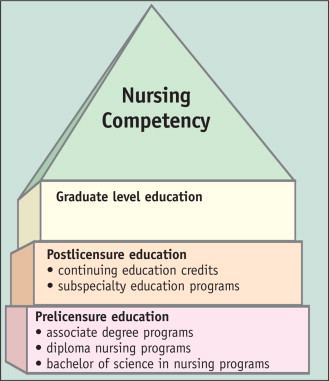 Nursing
Competency
Graduate level education
Postlicensure education
• continuing education credits
• subspecialty education programs
Prelicensure education
• associate degree programs
• diploma nursing programs
• bachelor of science in nursing programs